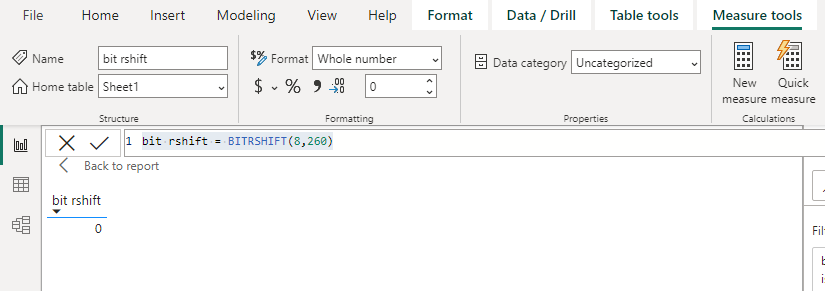 File Home Insert Modeling View Help Format Data / Drill Table tools Measure tools
Name bit rshift
$% Format Whole number
Data category Uncategorized
New measure
Quick measure
Home table Sheet1
$ % 9 .00 →.0 0
Structure Formatting Properties Calculations
1 bit rshift = BITRSHIFT(8,260)
Back to report
bit rshift
0
Fil
b
i